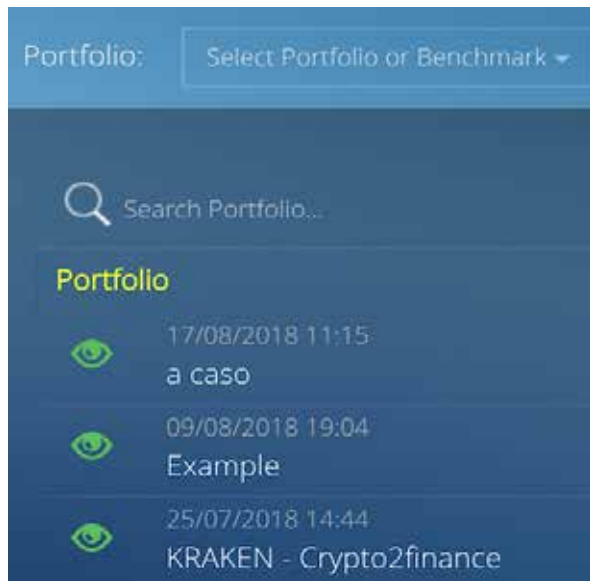 Portfolio: Select Portfolio or Benchmark
Search Portfolio...
Portfolio
17/08/2018 11:15
a caso
09/08/2018 19:04
Example
25/07/2018 14:44
KRAKEN - Crypto2finance